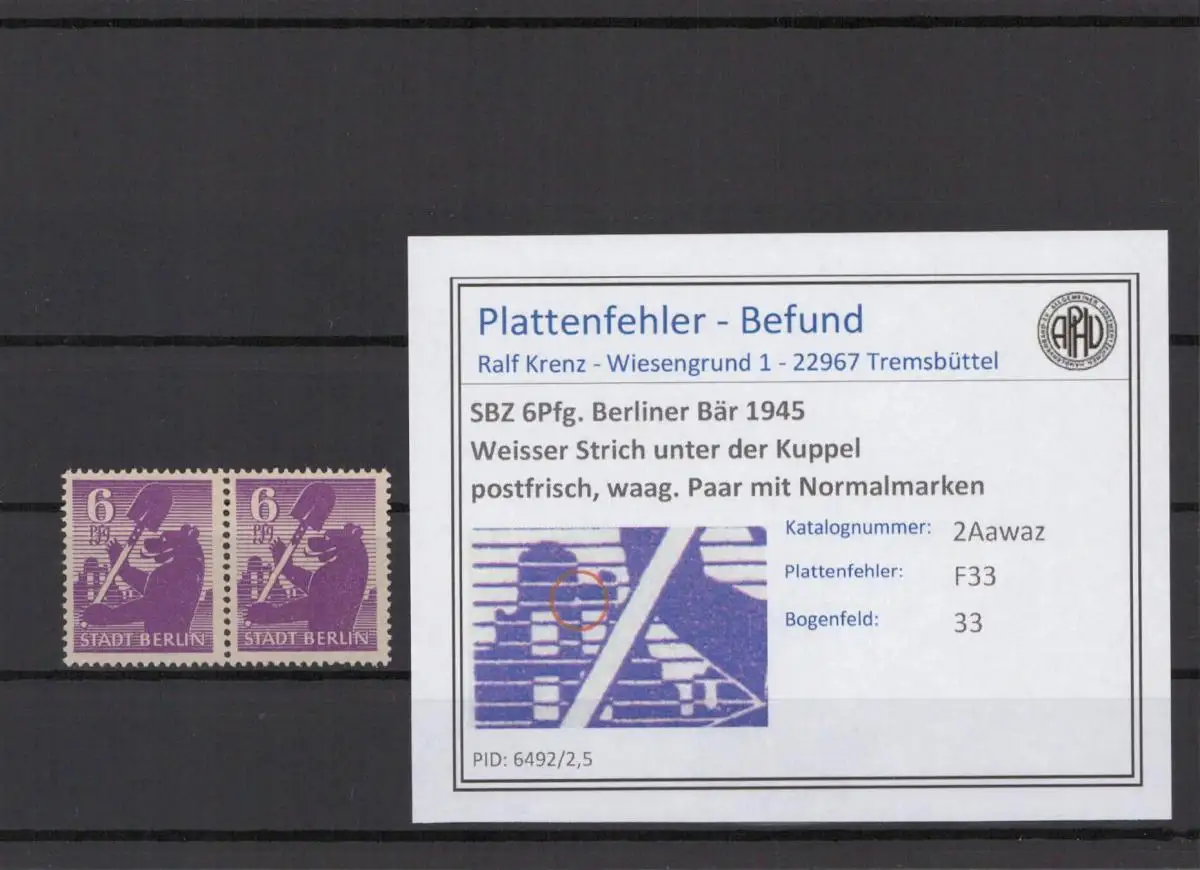 6
Pfg
STADT BERLIN
6
Pfg
STADT BERLIN
Plattenfehler - Befund
Ralf Krenz - Wiesengrund 1 - 22967 Tremsbüttel
APHV
SBZ 6Pfg. Berliner Bär 1945
Weisser Strich unter der Kuppel
postfrisch, waag. Paar mit Normalmarken
Katalognummer: 2Aawaz
Plattenfehler: F33
Bogenfeld: 33
PID: 6492/2,5